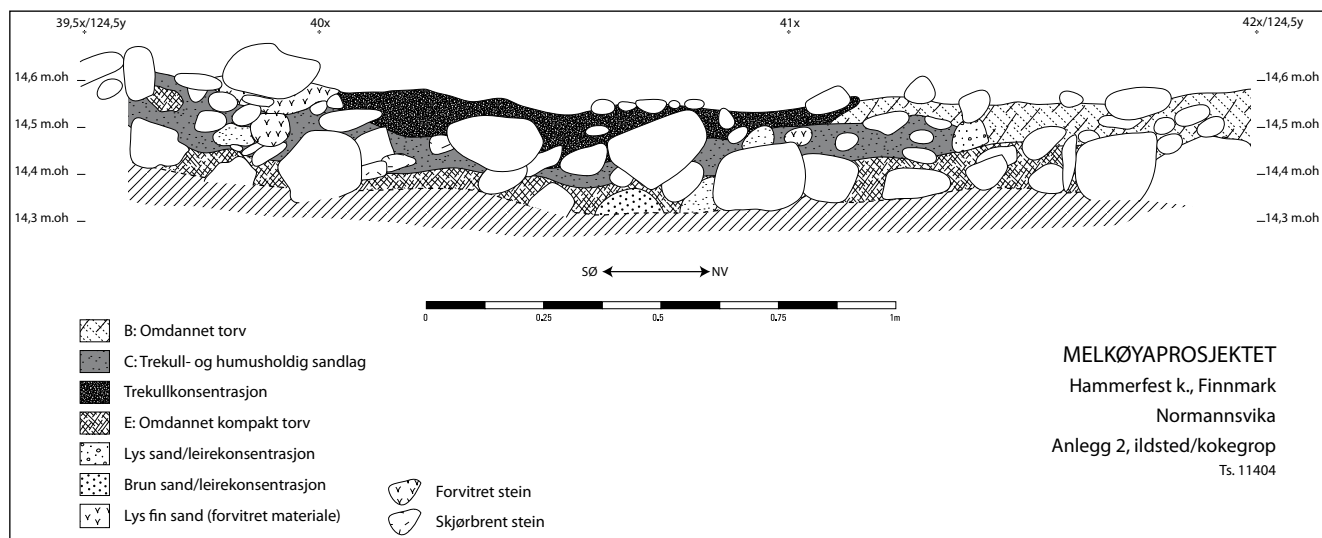 39,5x/124,5y 40x 41x 42x/124,5y
14,6 m.oh 14,6 m.oh
14,5 m.oh 14,5 m.oh
14,4 m.oh 14,4 m.oh
14,3 m.oh 14,3 m.oh
SØ NV
0 0.25 0.5 0.75 1m
B: Omdannet torv
C: Trekull- og humusholdig sandlag
Trekullkonsentrasjon
E: Omdannet kompakt torv
Lys sand/leirekonsentrasjon
Brun sand/leirekonsentrasjon
Lys fin sand (forvitret materiale)
Forvitret stein
Skjørbrent stein
MELKØYAPROSJEKTET
Hammerfest k., Finnmark
Normannsvika
Anlegg 2, ildsted/kokegrop
Ts. 11404